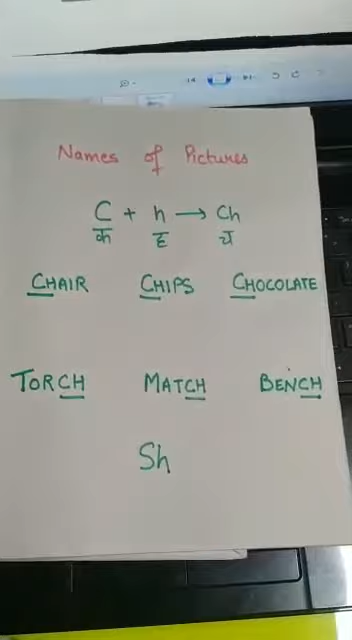 Names of Pictures
C + h → Ch
क ह च
CHAIR CHIPS CHOCOLATE
TORCH MATCH BENCH
Sh